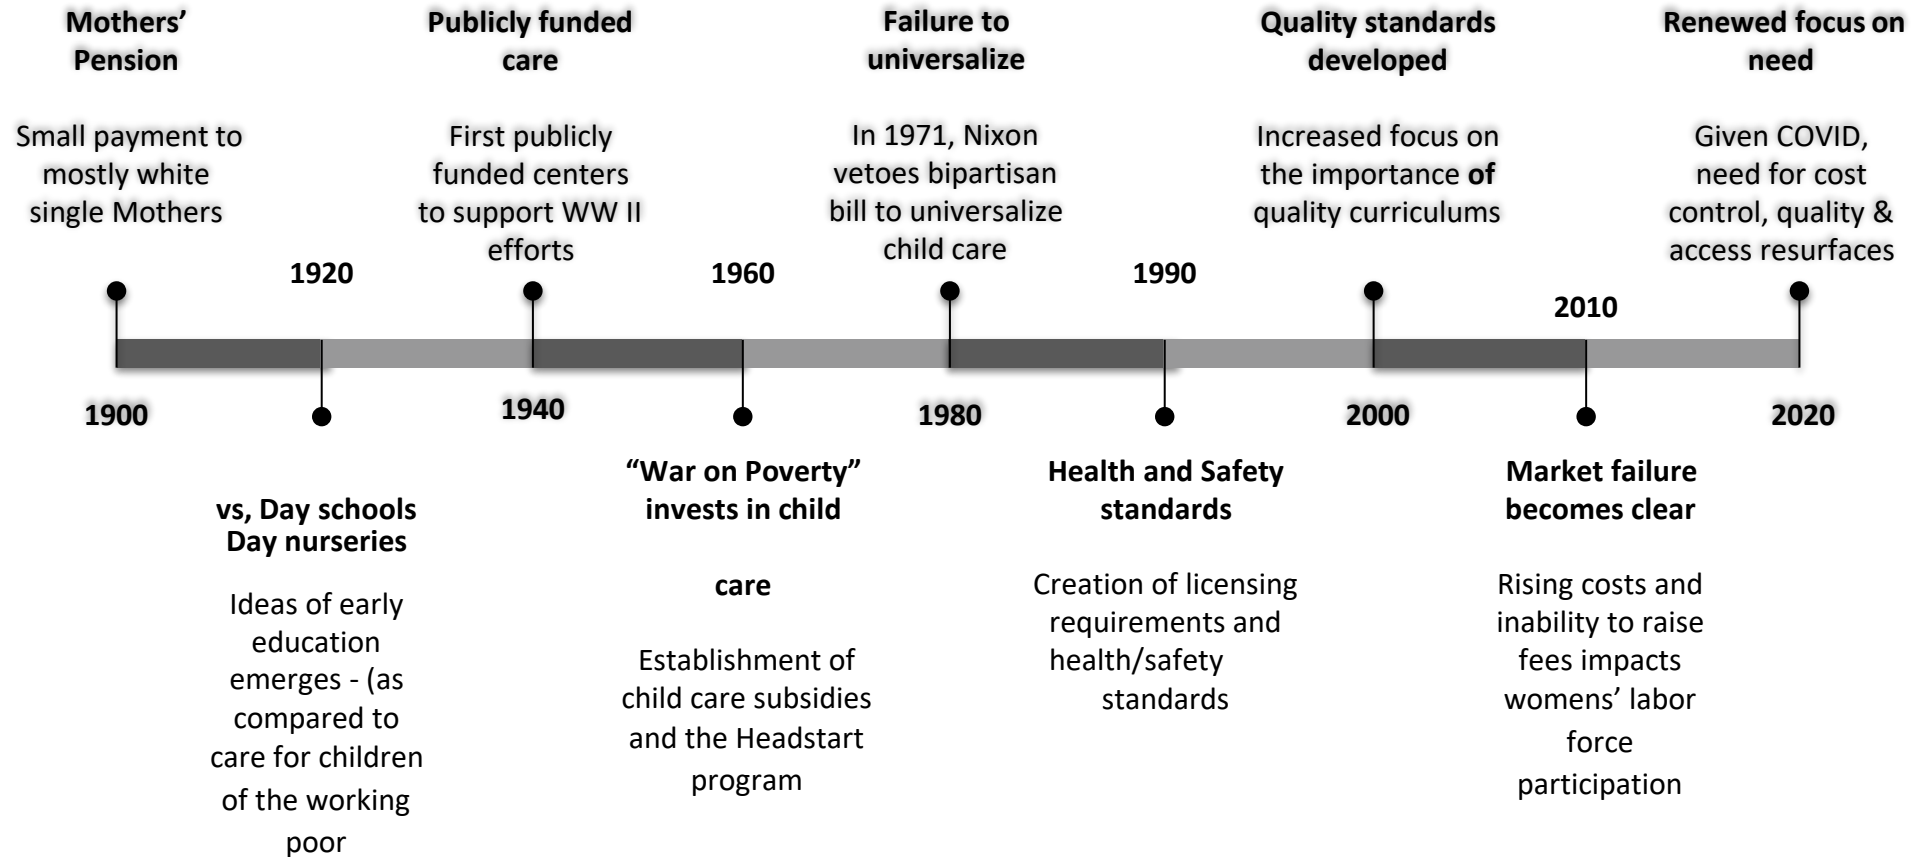 Mothers’
Pension
Small payment to
mostly white
single Mothers
1900
1920
vs, Day schools
Day nurseries
Ideas of early
education
emerges - (as
compared to
care for children
of the working
poor
Publicly funded
care
First publicly
funded centers
to support WW II
efforts
1940
1960
“War on Poverty”
invests in child
care
Establishment of
child care subsidies
and the Headstart
program
Failure to
universalize
In 1971, Nixon
vetoes bipartisan
bill to universalize
child care
1980
1990
Health and Safety
standards
Creation of licensing
requirements and
health/safety
standards
Quality standards
developed
Increased focus on
the importance of
quality curriculums
2000
2010
Market failure
becomes clear
Rising costs and
inability to raise
fees impacts
womens’ labor
force
participation
Renewed focus on
need
Given COVID,
need for cost
control, quality &
access resurfaces
2020